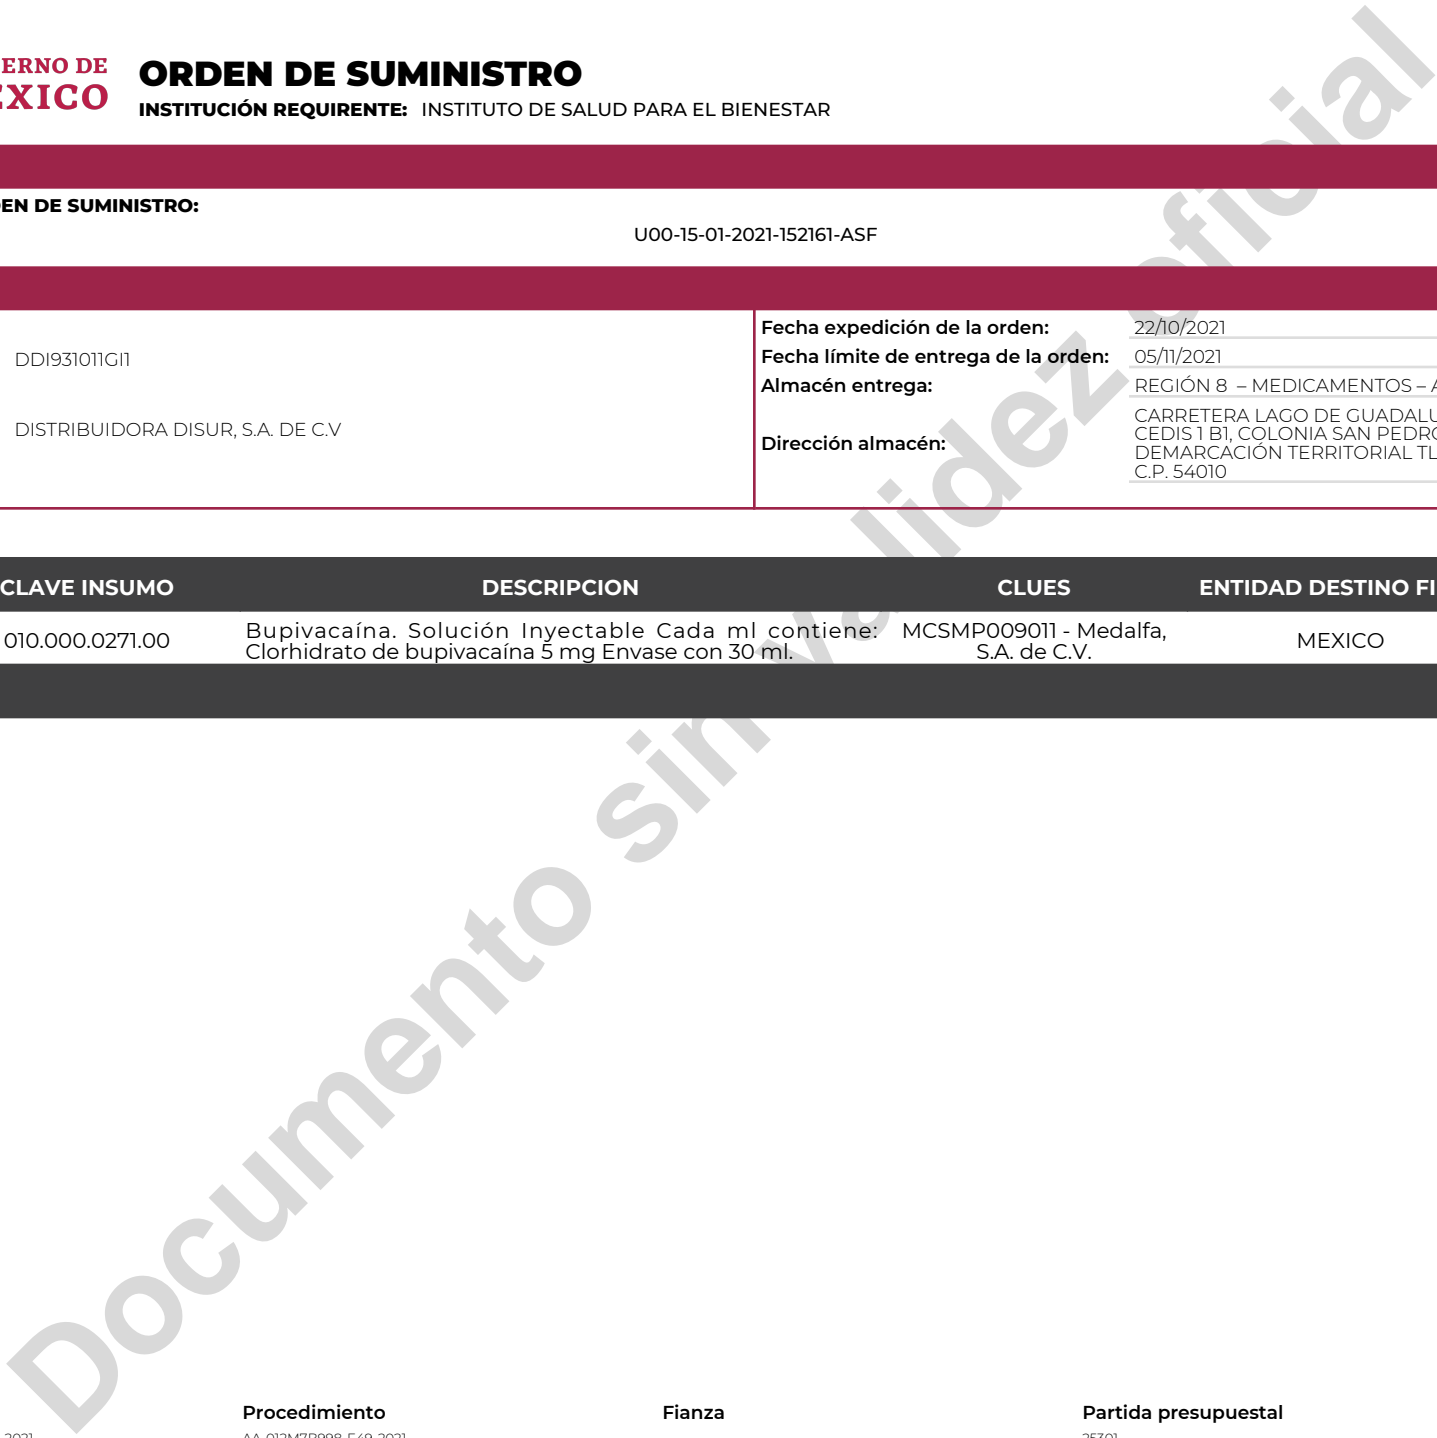 ORDEN DE SUMINISTRO
INSTITUCIÓN REQUIRENTE: INSTITUTO DE SALUD PARA EL BIENESTAR
ERNO DE
EXICO
EN DE SUMINISTRO:
U00-15-01-2021-152161-ASF
DDI931011GI1
DISTRIBUIDORA DISUR, S.A. DE C.V
Fecha expedición de la orden: 22/10/2021
Fecha límite de entrega de la orden: 05/11/2021
Almacén entrega: REGIÓN 8 – MEDICAMENTOS – A
Dirección almacén:
CARRETERA LAGO DE GUADALU
CEDIS 1 B1, COLONIA SAN PEDRO
DEMARCACIÓN TERRITORIAL TL
C.P. 54010
CLAVE INSUMO DESCRIPCION CLUES ENTIDAD DESTINO FI
010.000.0271.00
Bupivacaína. Solución Inyectable Cada ml contiene:
Clorhidrato de bupivacaína 5 mg Envase con 30 ml.
MCSMP009011 - Medalfa,
S.A. de C.V.
MEXICO
Documento sin validez oficial
Procedimiento Fianza Partida presupuestal